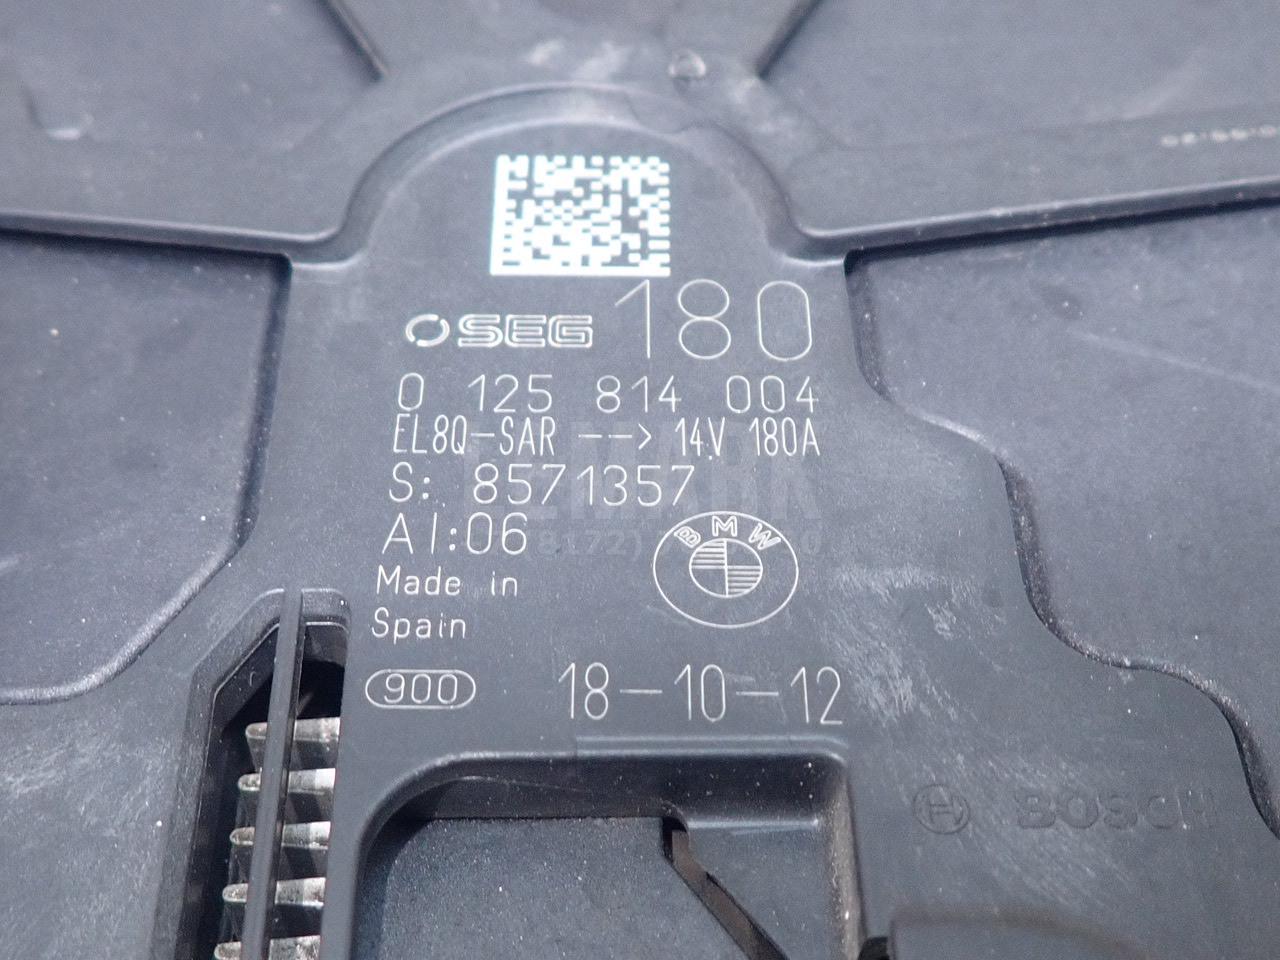 SEG 180
0 125 814 004
EL8Q-SAR --> 14V 180A
S: 8571357
AI:06
BMW
Made in
Spain
900 18-10-12
BOSCH